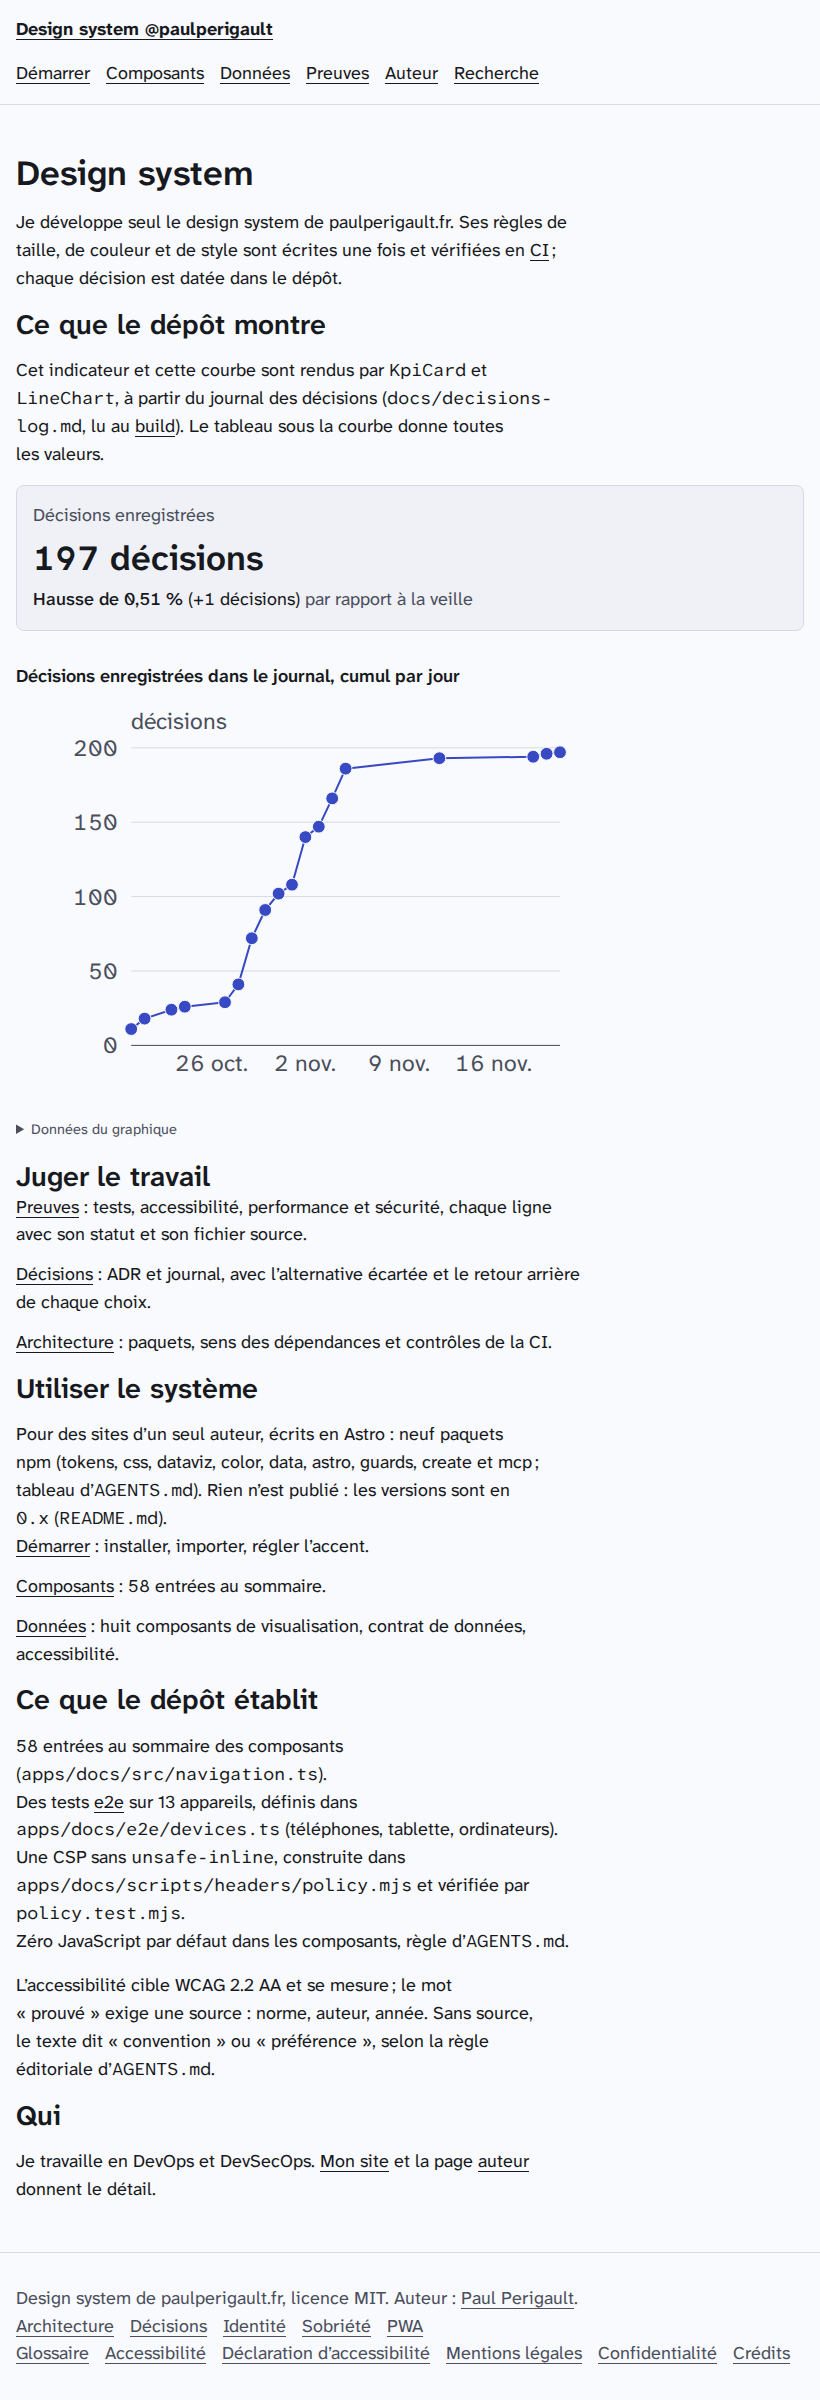 Design system @paulperigault
Démarrer Composants Données Preuves Auteur Recherche
Design system
Je développe seul le design system de paulperigault.fr. Ses règles de
taille, de couleur et de style sont écrites une fois et vérifiées en CI ;
chaque décision est datée dans le dépôt.
Ce que le dépôt montre
Cet indicateur et cette courbe sont rendus par KpiCard et
LineChart, à partir du journal des décisions (docs/decisions-
log.md, lu au build). Le tableau sous la courbe donne toutes
les valeurs.
Décisions enregistrées
197 décisions
Hausse de 0,51 % (+1 décisions) par rapport à la veille
Décisions enregistrées dans le journal, cumul par jour
décisions
200
150
100
50
0
26 oct. 2 nov. 9 nov. 16 nov.
▶ Données du graphique
Juger le travail
Preuves : tests, accessibilité, performance et sécurité, chaque ligne
avec son statut et son fichier source.
Décisions : ADR et journal, avec l’alternative écartée et le retour arrière
de chaque choix.
Architecture : paquets, sens des dépendances et contrôles de la CI.
Utiliser le système
Pour des sites d’un seul auteur, écrits en Astro : neuf paquets
npm (tokens, css, dataviz, color, data, astro, guards, create et mcp ;
tableau d’AGENTS.md). Rien n’est publié : les versions sont en
0.x (README.md).
Démarrer : installer, importer, régler l’accent.
Composants : 58 entrées au sommaire.
Données : huit composants de visualisation, contrat de données,
accessibilité.
Ce que le dépôt établit
58 entrées au sommaire des composants
(apps/docs/src/navigation.ts).
Des tests e2e sur 13 appareils, définis dans
apps/docs/e2e/devices.ts (téléphones, tablette, ordinateurs).
Une CSP sans unsafe-inline, construite dans
apps/docs/scripts/headers/policy.mjs et vérifiée par
policy.test.mjs.
Zéro JavaScript par défaut dans les composants, règle d’AGENTS.md.
L’accessibilité cible WCAG 2.2 AA et se mesure ; le mot
« prouvé » exige une source : norme, auteur, année. Sans source,
le texte dit « convention » ou « préférence », selon la règle
éditoriale d’AGENTS.md.
Qui
Je travaille en DevOps et DevSecOps. Mon site et la page auteur
donnent le détail.
Design system de paulperigault.fr, licence MIT. Auteur : Paul Perigault.
Architecture Décisions Identité Sobriété PWA
Glossaire Accessibilité Déclaration d’accessibilité Mentions légales Confidentialité Crédits